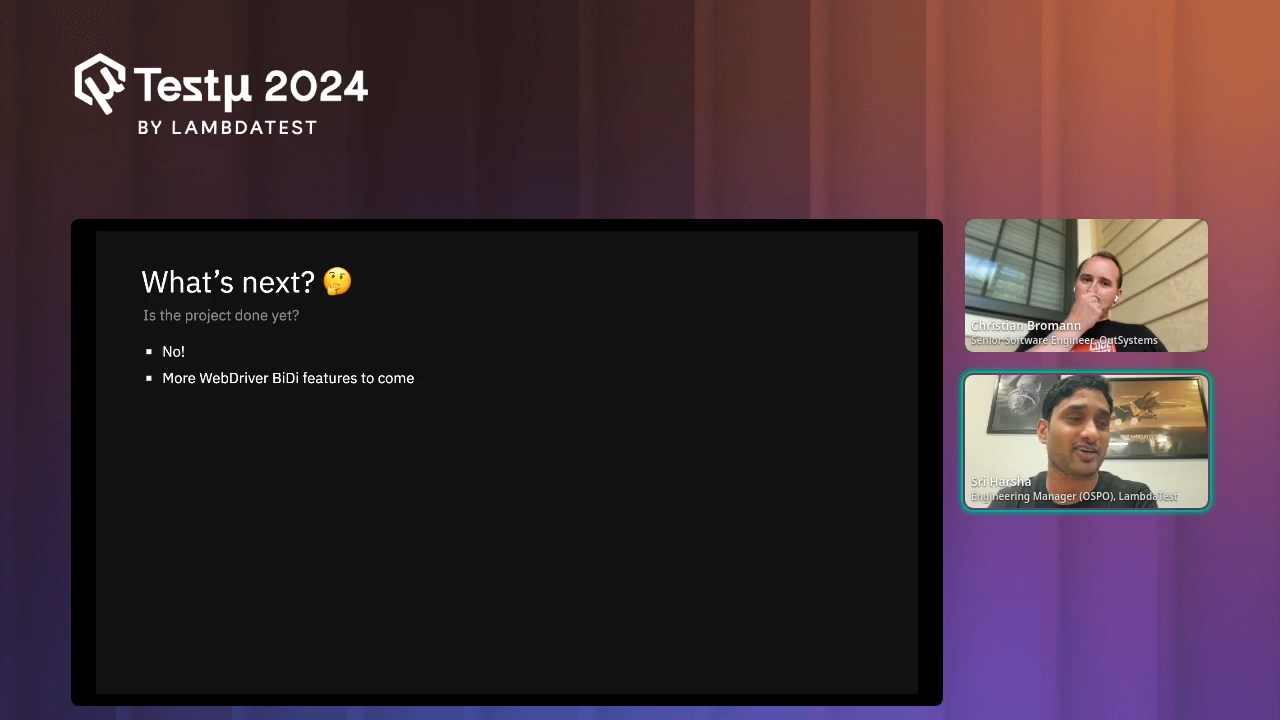 Testμ 2024
BY LAMBDATEST
What's next? 🤔
Is the project done yet?
▪ No!
▪ More WebDriver BiDi features to come
Christian Bromann
Senior Software Engineer, OutSystems
Sri Harsha
Engineering Manager (OSPO), LambdaTest